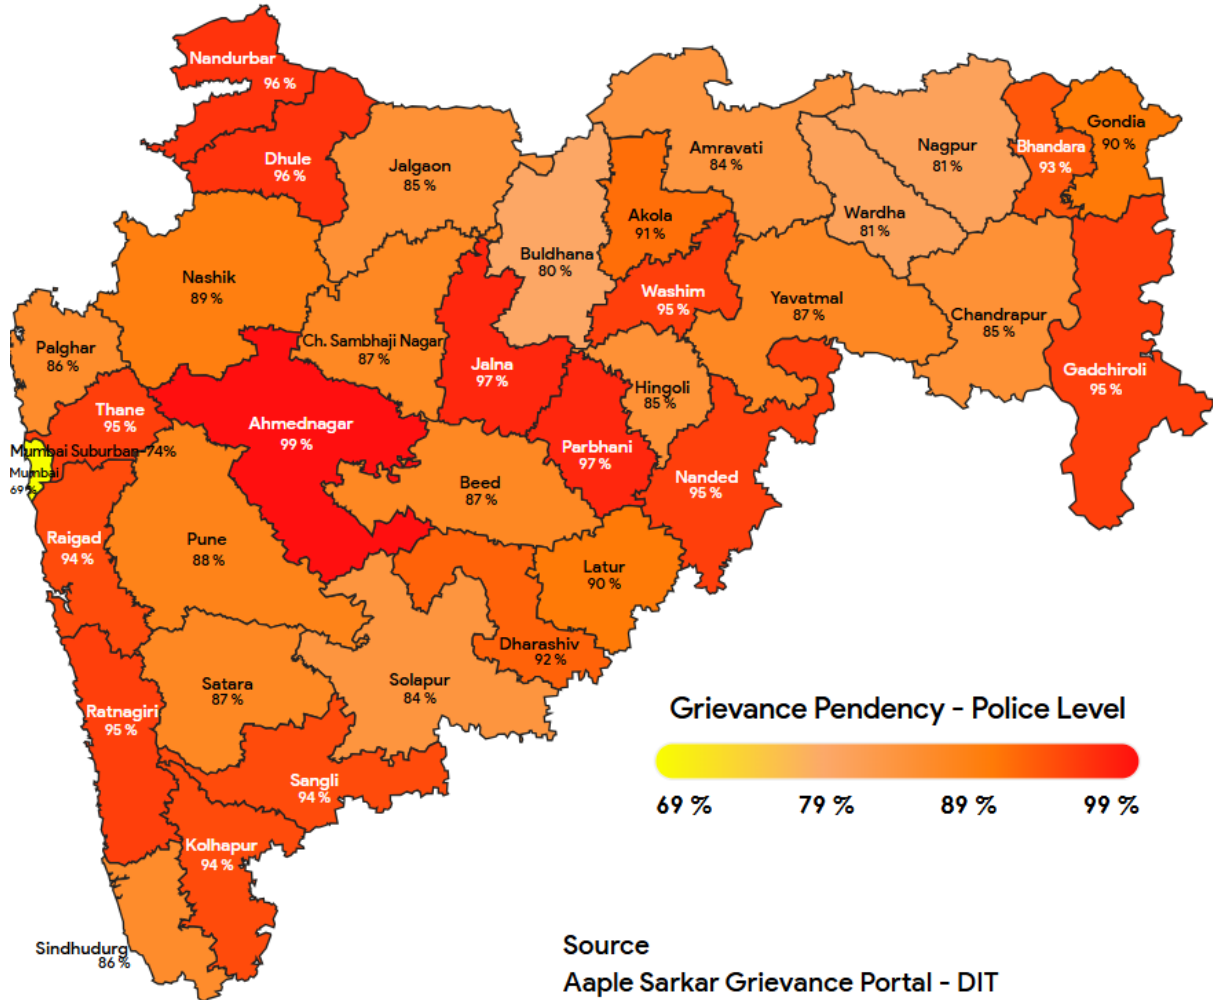 Nandurbar
96 %
Dhule
96 %
Jalgaon
85 %
Amravati
84 %
Nagpur
81 %
Bhandara
93 %
Gondia
90 %
Akola
91 %
Wardha
81 %
Buldhana
80 %
Nashik
89 %
Washim
95 %
Yavatmal
87 %
Chandrapur
85 %
Palghar
86 %
Ch. Sambhaji Nagar
87 %
Jalna
97 %
Hingoli
85 %
Gadchiroli
95 %
Thane
95 %
Ahmednagar
99 %
Mumbai Suburban-74%
Mumbai
69 %
Parbhani
97 %
Nanded
95 %
Beed
87 %
Raigad
94 %
Pune
88 %
Latur
90 %
Dharashiv
92 %
Satara
87 %
Solapur
84 %
Ratnagiri
95 %
Grievance Pendency - Police Level
69 % 79 % 89 % 99 %
Sangli
94 %
Kolhapur
94 %
Sindhudurg
86 %
Source
Aaple Sarkar Grievance Portal - DIT